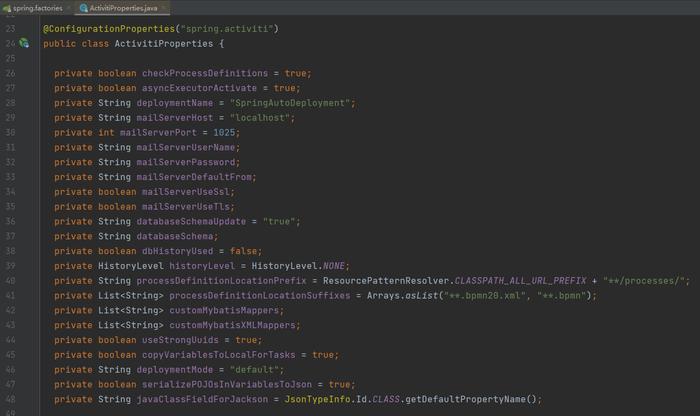 spring.factories ActivitiProperties.java
23 @ConfigurationProperties("spring.activiti")
24 public class ActivitiProperties {
25
26 private boolean checkProcessDefinitions = true;
27 private boolean asyncExecutorActivate = true;
28 private String deploymentName = "SpringAutoDeployment";
29 private String mailServerHost = "localhost";
30 private int mailServerPort = 1025;
31 private String mailServerUserName;
32 private String mailServerPassword;
33 private String mailServerDefaultFrom;
34 private boolean mailServerUseSsl;
35 private boolean mailServerUseTls;
36 private String databaseSchemaUpdate = "true";
37 private String databaseSchema;
38 private boolean dbHistoryUsed = false;
39 private HistoryLevel historyLevel = HistoryLevel.NONE;
40 private String processDefinitionLocationPrefix = ResourcePatternResolver.CLASSPATH_ALL_URL_PREFIX + "**/processes/";
41 private List<String> processDefinitionLocationSuffixes = Arrays.asList("**.bpmn20.xml", "**.bpmn");
42 private List<String> customMybatisMappers;
43 private List<String> customMybatisXMLMappers;
44 private boolean useStrongUuids = true;
45 private boolean copyVariablesToLocalForTasks = true;
46 private String deploymentMode = "default";
47 private boolean serializePOJOsInVariablesToJson = true;
48 private String javaClassFieldForJackson = JsonTypeInfo.Id.CLASS.getDefaultPropertyName();
49